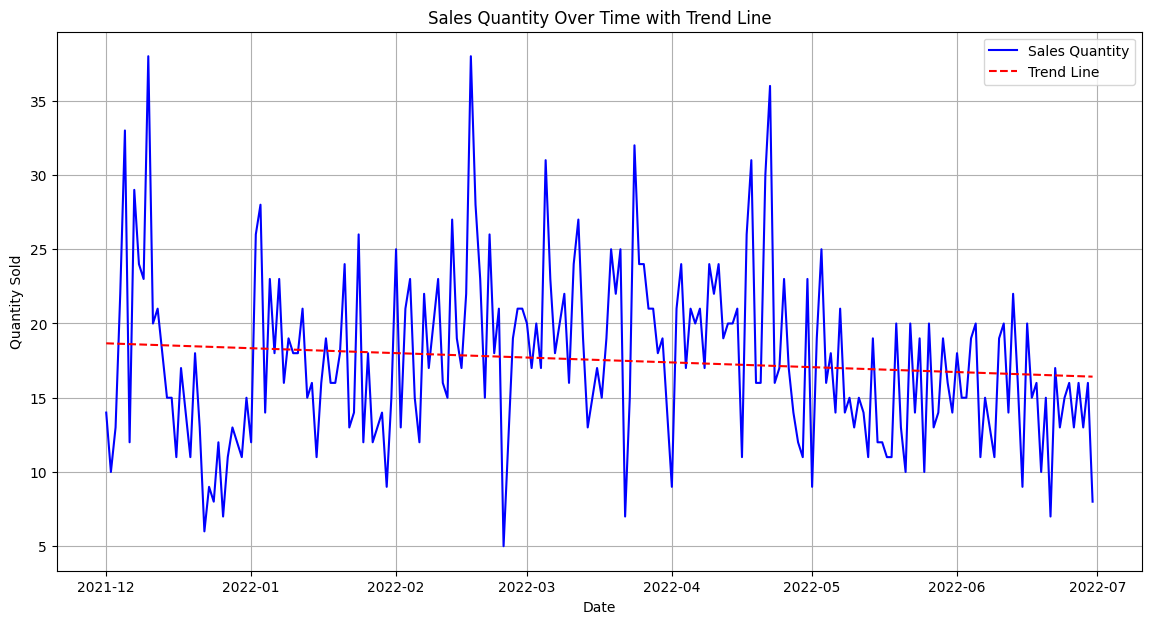 Sales Quantity Over Time with Trend Line
Sales Quantity
Trend Line
Quantity Sold
35
30
25
20
15
10
5
2021-12 2022-01 2022-02 2022-03 2022-04 2022-05 2022-06 2022-07
Date